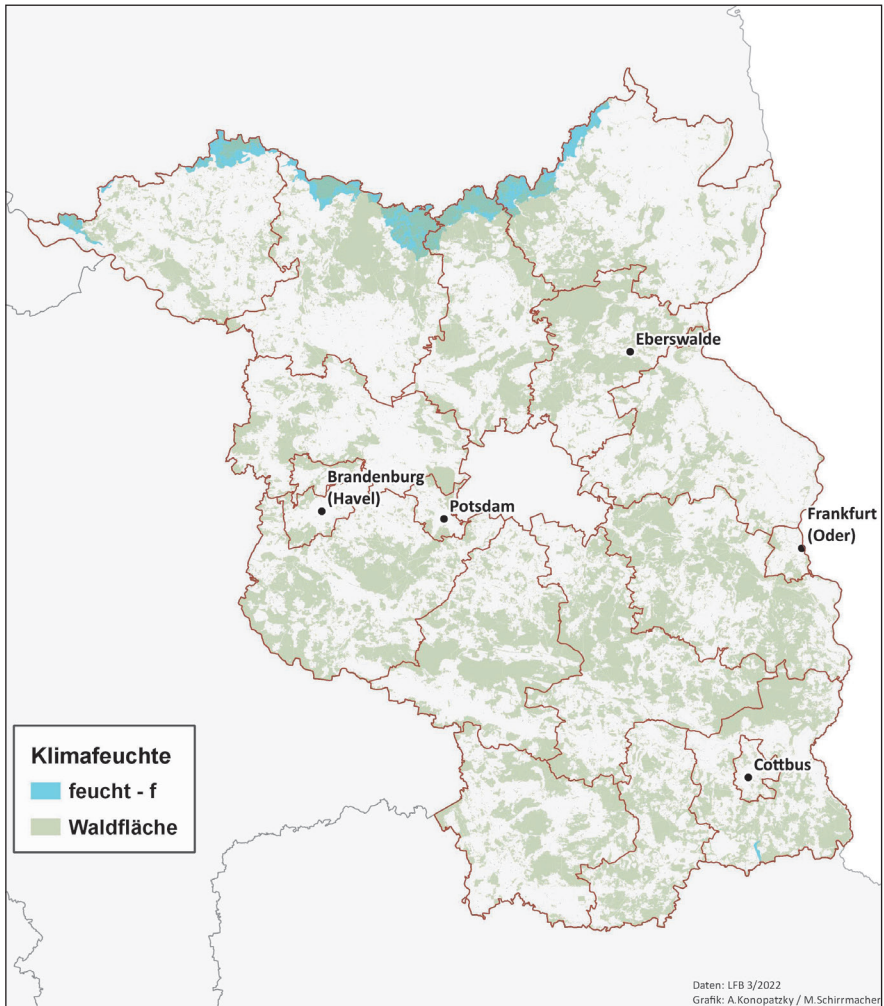 Eberswalde
Brandenburg
(Havel)
Potsdam
Frankfurt
(Oder)
Klimafeuchte
feucht - f
Waldfläche
Cottbus
Daten: LFB 3/2022
Grafik: A.Konopatzky / M.Schirrmacher